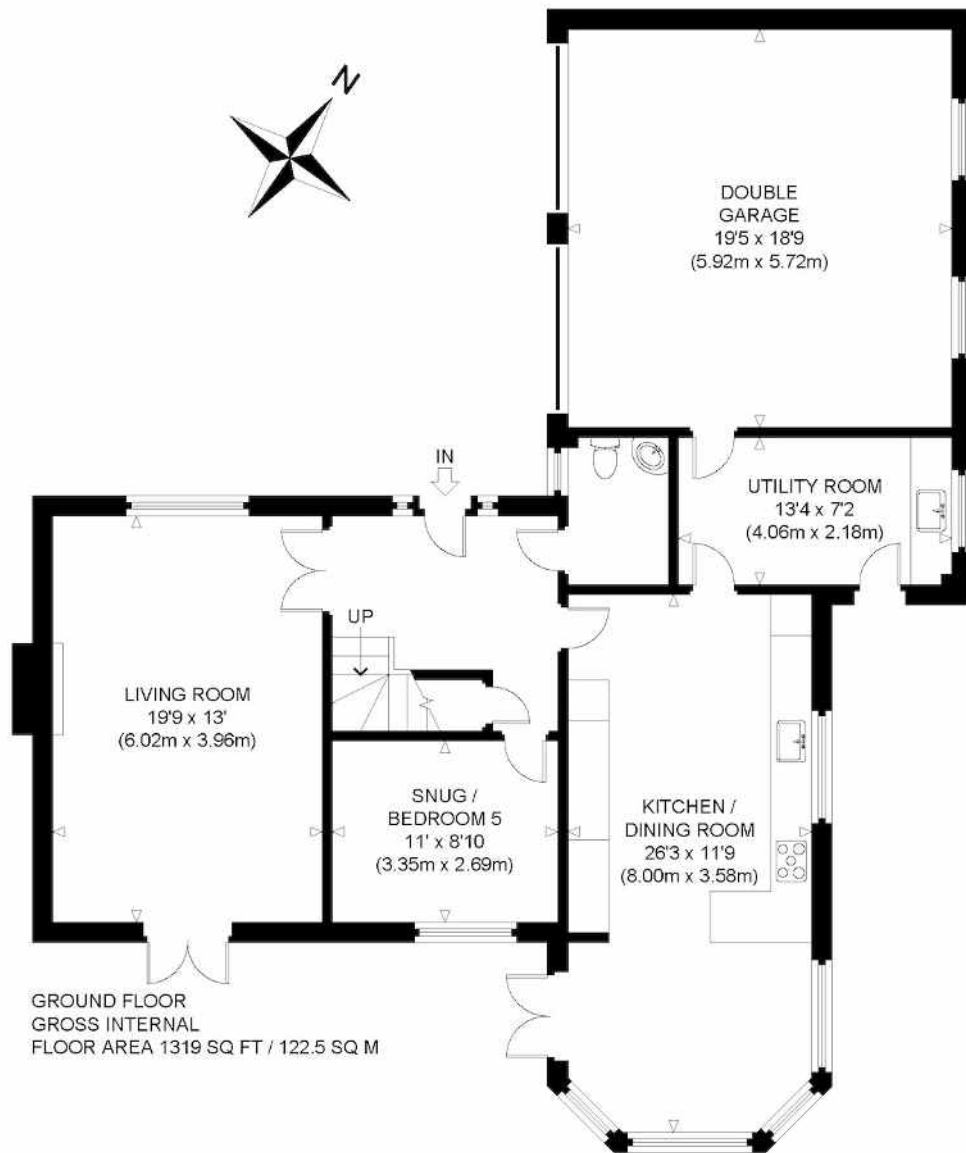 N
DOUBLE
GARAGE
19'5 x 18'9
(5.92m x 5.72m)
IN
UTILITY ROOM
13'4 x 7'2
(4.06m x 2.18m)
UP
LIVING ROOM
19'9 x 13'
(6.02m x 3.96m)
SNUG /
BEDROOM 5
11' x 8'10
(3.35m x 2.69m)
KITCHEN /
DINING ROOM
26'3 x 11'9
(8.00m x 3.58m)
GROUND FLOOR
GROSS INTERNAL
FLOOR AREA 1319 SQ FT / 122.5 SQ M